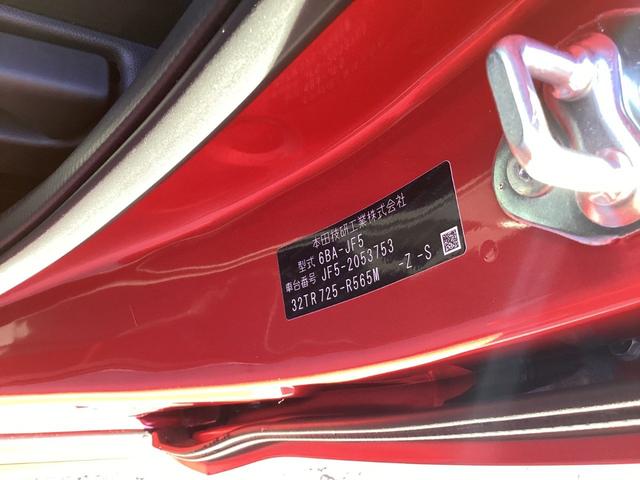 本田技研工業株式会社
型式 6BA-JF5
車台番号 JF5-2053753
32TR725-R565M -Z -S